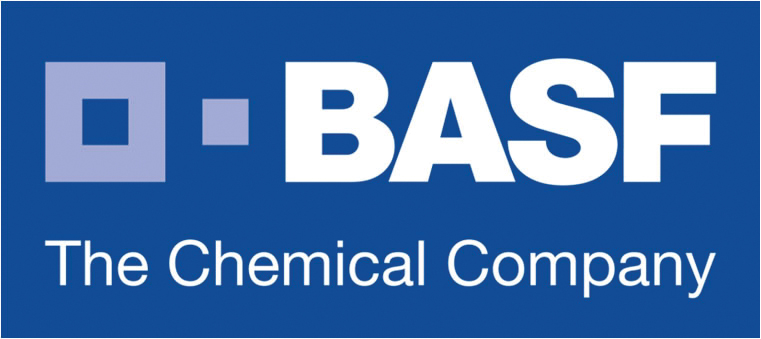 BASF
The Chemical Company